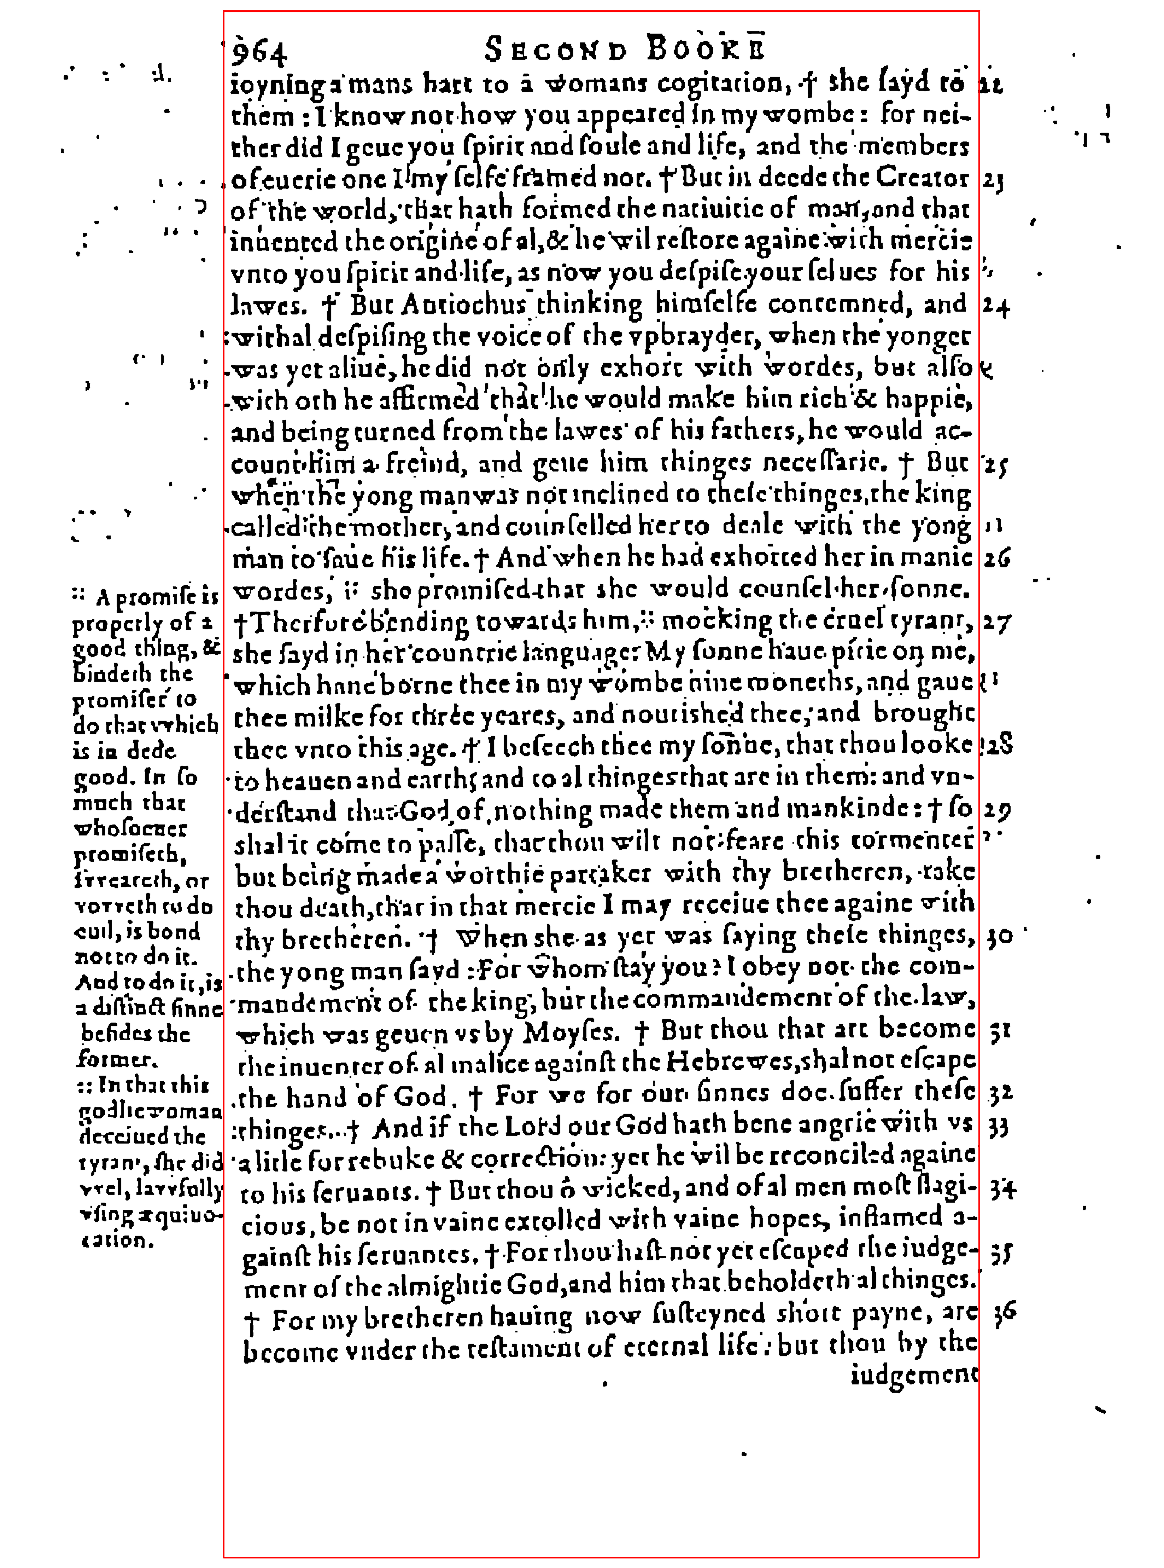 964 SECOND BOOKE
ioyning a mans hart to a womans cogitation, † she ſayd to 22
them : I know not how you appeared in my wombe : for nei-
ther did I geue you ſpirit and ſoule and life, and the members
of euerie one I my ſelfe framed not. † But in deede the Creator 23
of the world, that hath formed the natiuitie of man, and that
inuented the origine of al, & he wil reſtore againe with mercie
vnto you ſpirit and life, as now you deſpiſe your ſelues for his
lawes. † But Antiochus thinking himſelfe contemned, and 24
withal deſpiſing the voice of the vpbrayder, when the yonger
was yet aliue, he did not only exhort with wordes, but alſo
with oth he affirmed that he would make him rich & happie,
and being turned from the lawes of his fathers, he would ac-
count him a freind, and geue him thinges neceſſarie. † But 25
when the yong man was not inclined to theſe thinges, the king
called the mother, and counſelled her to deale with the yong
man to ſaue his life. † And when he had exhorted her in manie 26
wordes, :: she promiſed that she would counſel her ſonne.
† Therfore bending towards him, :: mocking the cruel tyrant, 27
she ſayd in her countrie language: My ſonne haue pitie on me,
which haue borne thee in my wombe nine moneths, and gaue
thee milke for three yeares, and nourished thee, and brought
thee vnto this age. † I beſeech thee my ſonne, that thou looke 28
to heauen and earth, and to al thinges that are in them: and vn-
derſtand that God of nothing made them and mankinde: † ſo 29
shal it come to paſſe, that thou wilt not feare this tormenter
but being made a worthie partaker with thy bretheren, take
thou death, that in that mercie I may receiue thee againe with
thy bretheren. † When she as yet was ſaying theſe thinges, 30
the yong man ſayd : For whom ſtay you? I obey not the com-
mandement of the king, but the commandement of the law,
which was geuen vs by Moyſes. † But thou that art become 31
the inuenter of al malice againſt the Hebrewes, shal not eſcape
the hand of God. † For we for our ſinnes doe ſuffer theſe 32
thinges. † And if the Lord our God hath bene angrie with vs 33
a litle for rebuke & correction: yet he wil be reconciled againe
to his ſeruants. † But thou ô wicked, and of al men moſt flagi- 34
cious, be not in vaine extolled with vaine hopes, inflamed a-
gainſt his ſeruantes. † For thou haſt not yet eſcaped the iudge- 35
ment of the almightie God, and him that beholdeth al thinges.
† For my bretheren hauing now ſuſteyned short payne, are 36
become vnder the teſtament of eternal life : but thou by the
iudgement
:: A promiſe is
properly of a
good thing, &
bindeth the
promiſer to
do that vvhich
is in dede
good. In ſo
much that
whoſoeuer
promiſeth,
ſvveareth, or
vovveth to do
euil, is bond
not to do it.
And to do it, is
a diſtinct ſinne
beſides the
former.
:: In that this
godlie woman
deceiued the
tyrant, ſhe did
vvel, lavvfully
vſing æquiuo-
cation.